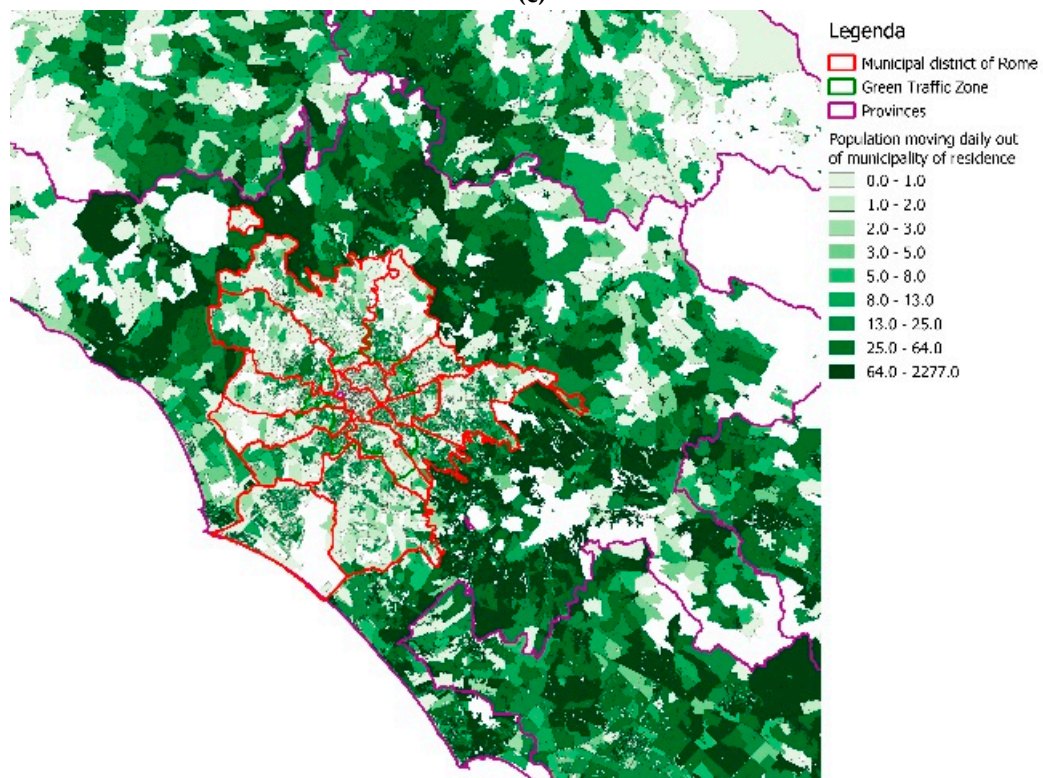 Legenda
Municipal district of Rome
Green Traffic Zone
Provinces
Population moving daily out
of municipality of residence
0.0 - 1.0
1.0 - 2.0
2.0 - 3.0
3.0 - 5.0
5.0 - 8.0
8.0 - 13.0
13.0 - 25.0
25.0 - 64.0
64.0 - 2277.0